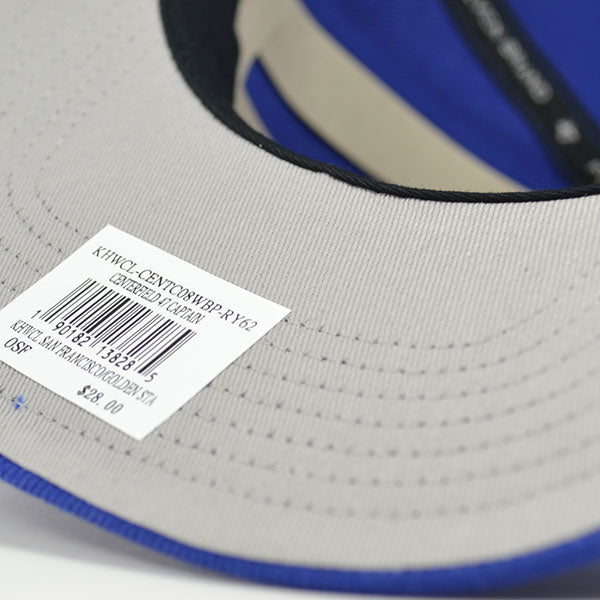 KHWCL-CENTC08WBP-RY62
CENTERFIELD 47 CAPTAIN
1 90182 13828 5
KHWCL SAN FRANCISCO/GOLDEN STA
OSF
$28.00